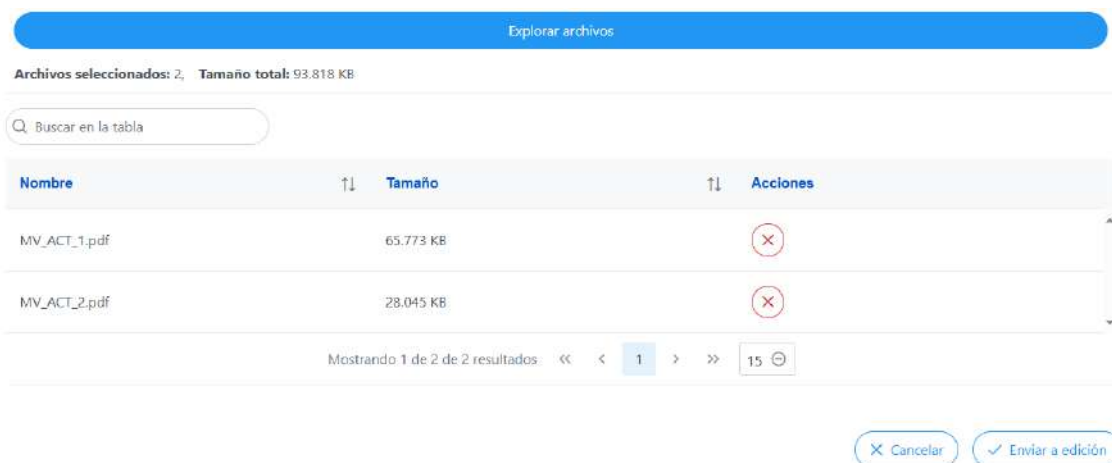 Explorar archivos
Archivos seleccionados: 2, Tamaño total: 93.818 KB
Buscar en la tabla
Nombre Tamaño Acciones
MV_ACT_1.pdf 65.773 KB
MV_ACT_2.pdf 28.045 KB
Mostrando 1 de 2 de 2 resultados « < 1 > » 15
Cancelar Enviar a edición